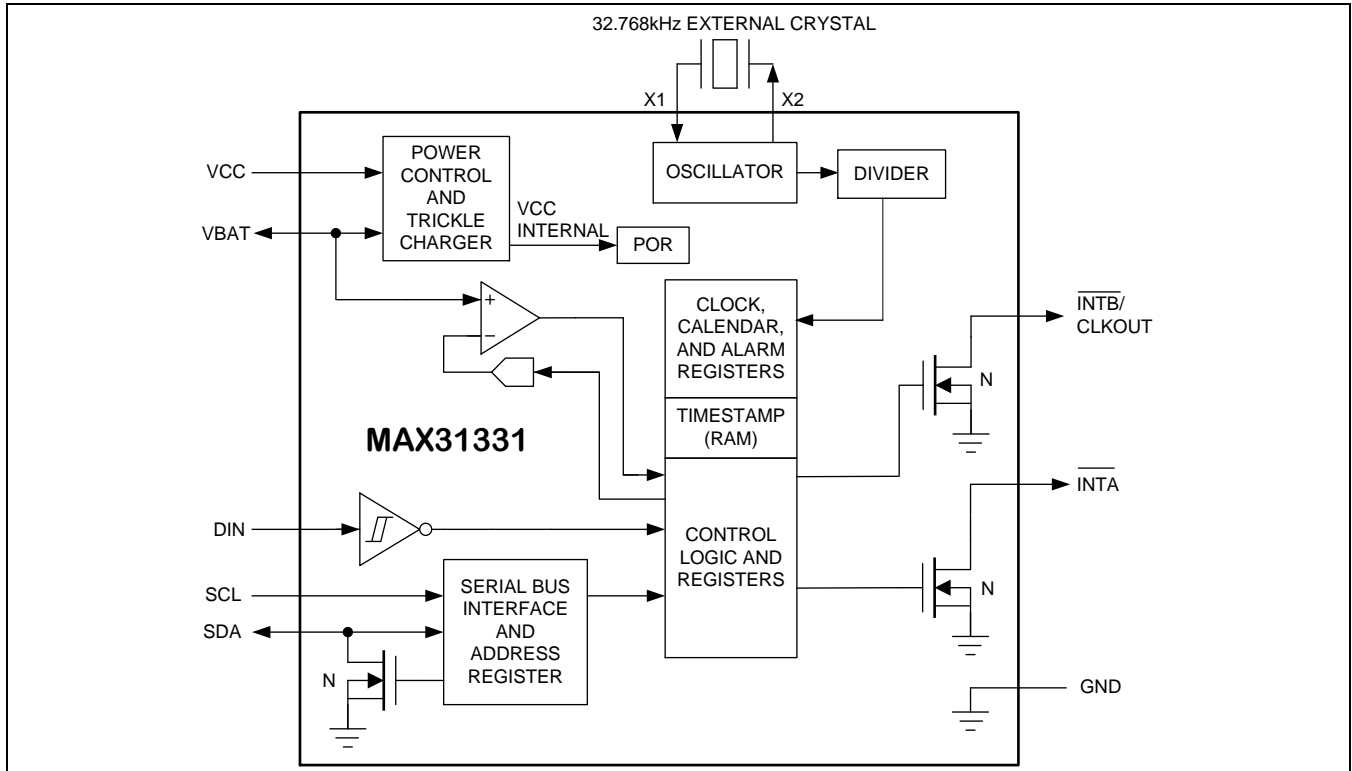 32.768kHz EXTERNAL CRYSTAL
X1
X2
VCC
POWER
CONTROL
AND
TRICKLE
CHARGER
OSCILLATOR
DIVIDER
VBAT
VCC
INTERNAL
POR
+
−
CLOCK,
CALENDAR,
AND ALARM
REGISTERS
INTB/
CLKOUT
N
TIMESTAMP
(RAM)
MAX31331
INTA
DIN
CONTROL
LOGIC AND
REGISTERS
N
SCL
SERIAL BUS
INTERFACE
AND
ADDRESS
REGISTER
SDA
N
GND